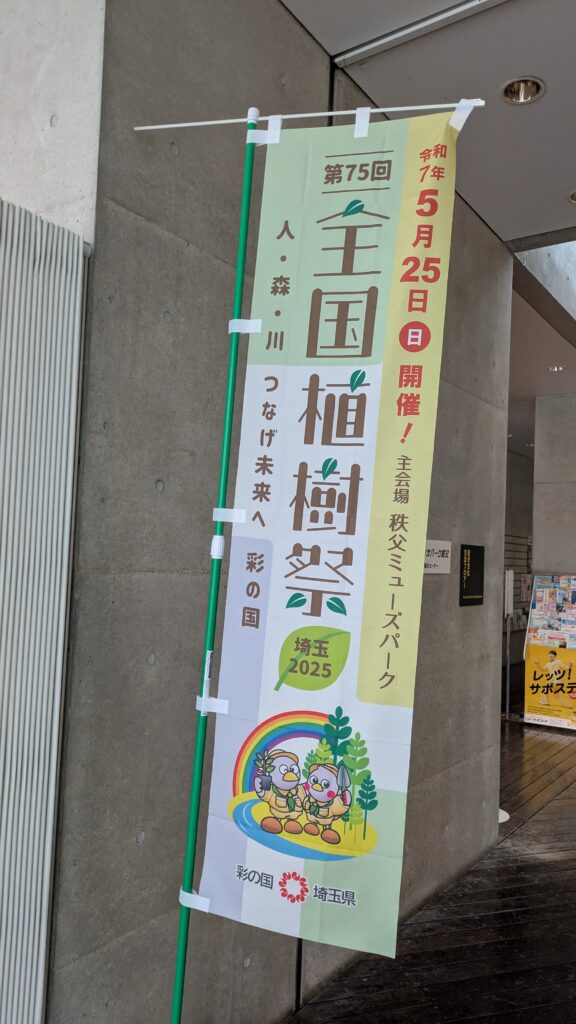 令和7年
5月25日㊐開催！
主会場 秩父ミューズパーク
第75回
全国植樹祭
埼玉
2025
人・森・川 つなげ未来へ 彩の国
彩の国 埼玉県
レッツ！
サポステ